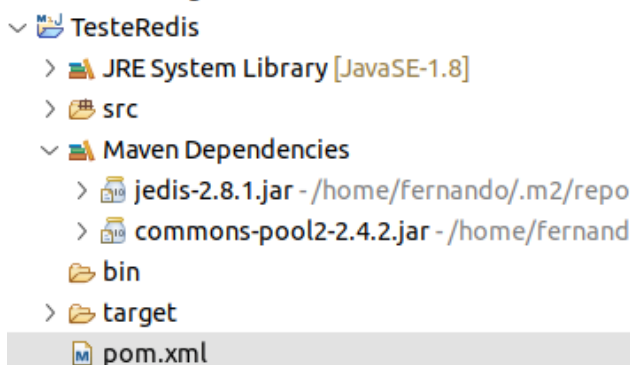 TesteRedis
JRE System Library [JavaSE-1.8]
src
Maven Dependencies
jedis-2.8.1.jar - /home/fernando/.m2/repo
commons-pool2-2.4.2.jar - /home/fernand
bin
target
pom.xml